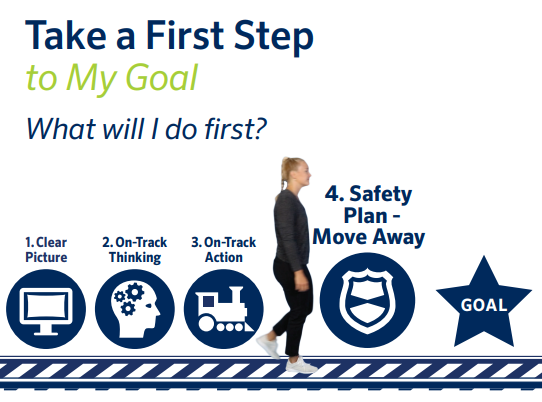 Take a First Step
to My Goal
What will I do first?
4. Safety
Plan -
Move Away
1. Clear
Picture
2. On-Track
Thinking
3. On-Track
Action
GOAL